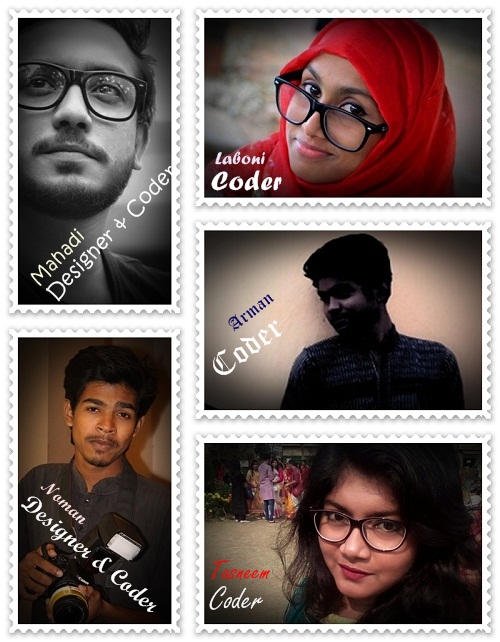 Mahadi
Designer & Coder
Laboni
Coder
Arman
Coder
Noman
Designer & Coder
Tasneem
Coder